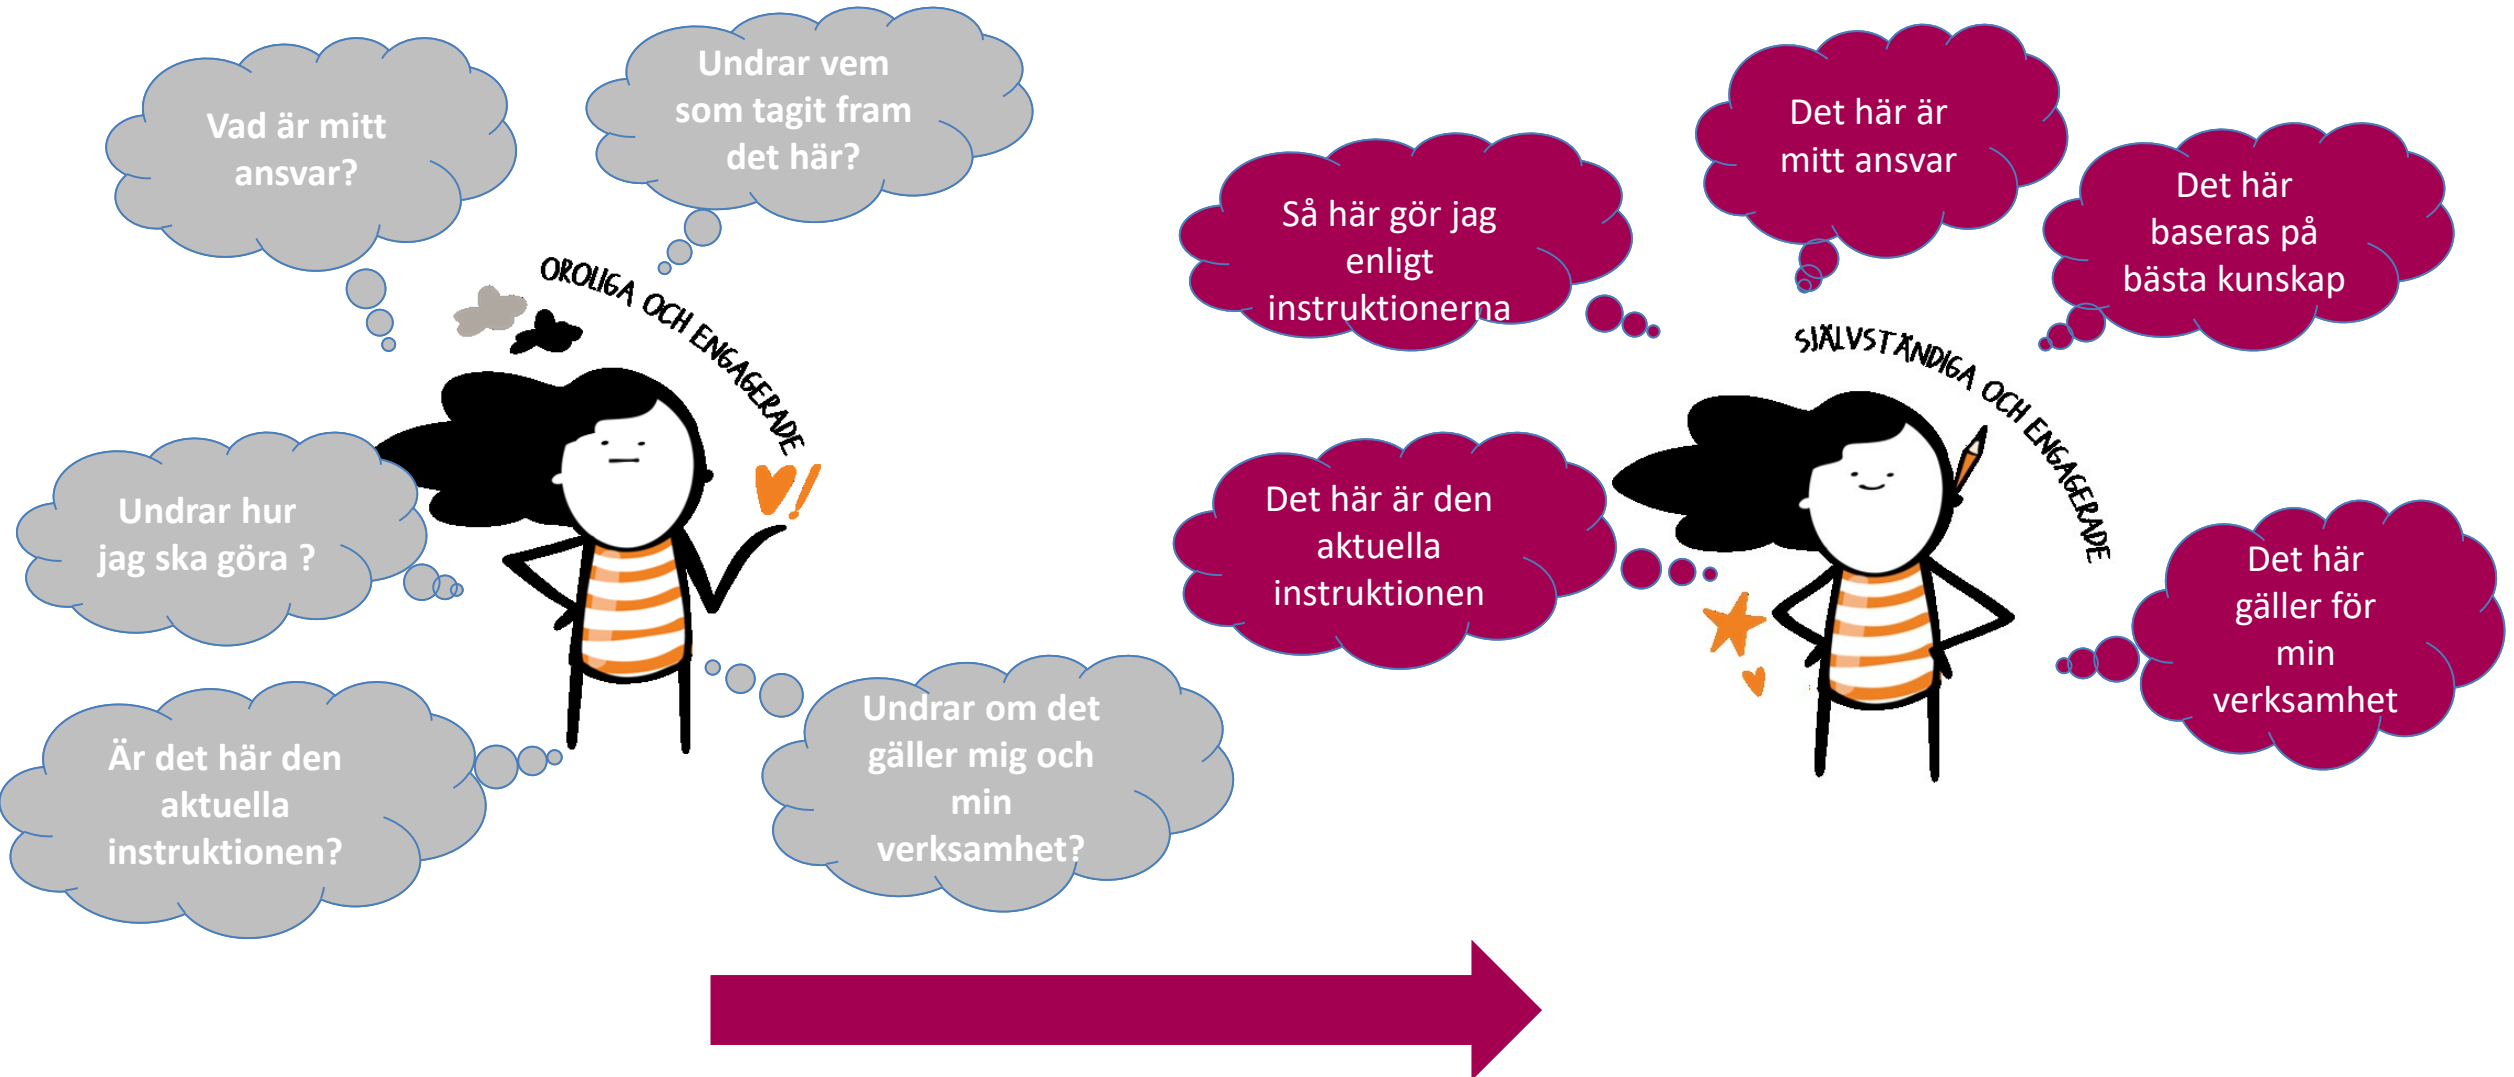 Vad är mitt
ansvar?
Undrar vem
som tagit fram
det här?
OROLIGA OCH ENGAGERADE
Undrar hur
jag ska göra ?
Är det här den
aktuella
instruktionen?
Undrar om det
gäller mig och
min
verksamhet?
Så här gör jag
enligt
instruktionerna
Det här är
mitt ansvar
Det här
baseras på
bästa kunskap
SJÄLVSTÄNDIGA OCH ENGAGERADE
Det här är den
aktuella
instruktionen
Det här
gäller för
min
verksamhet